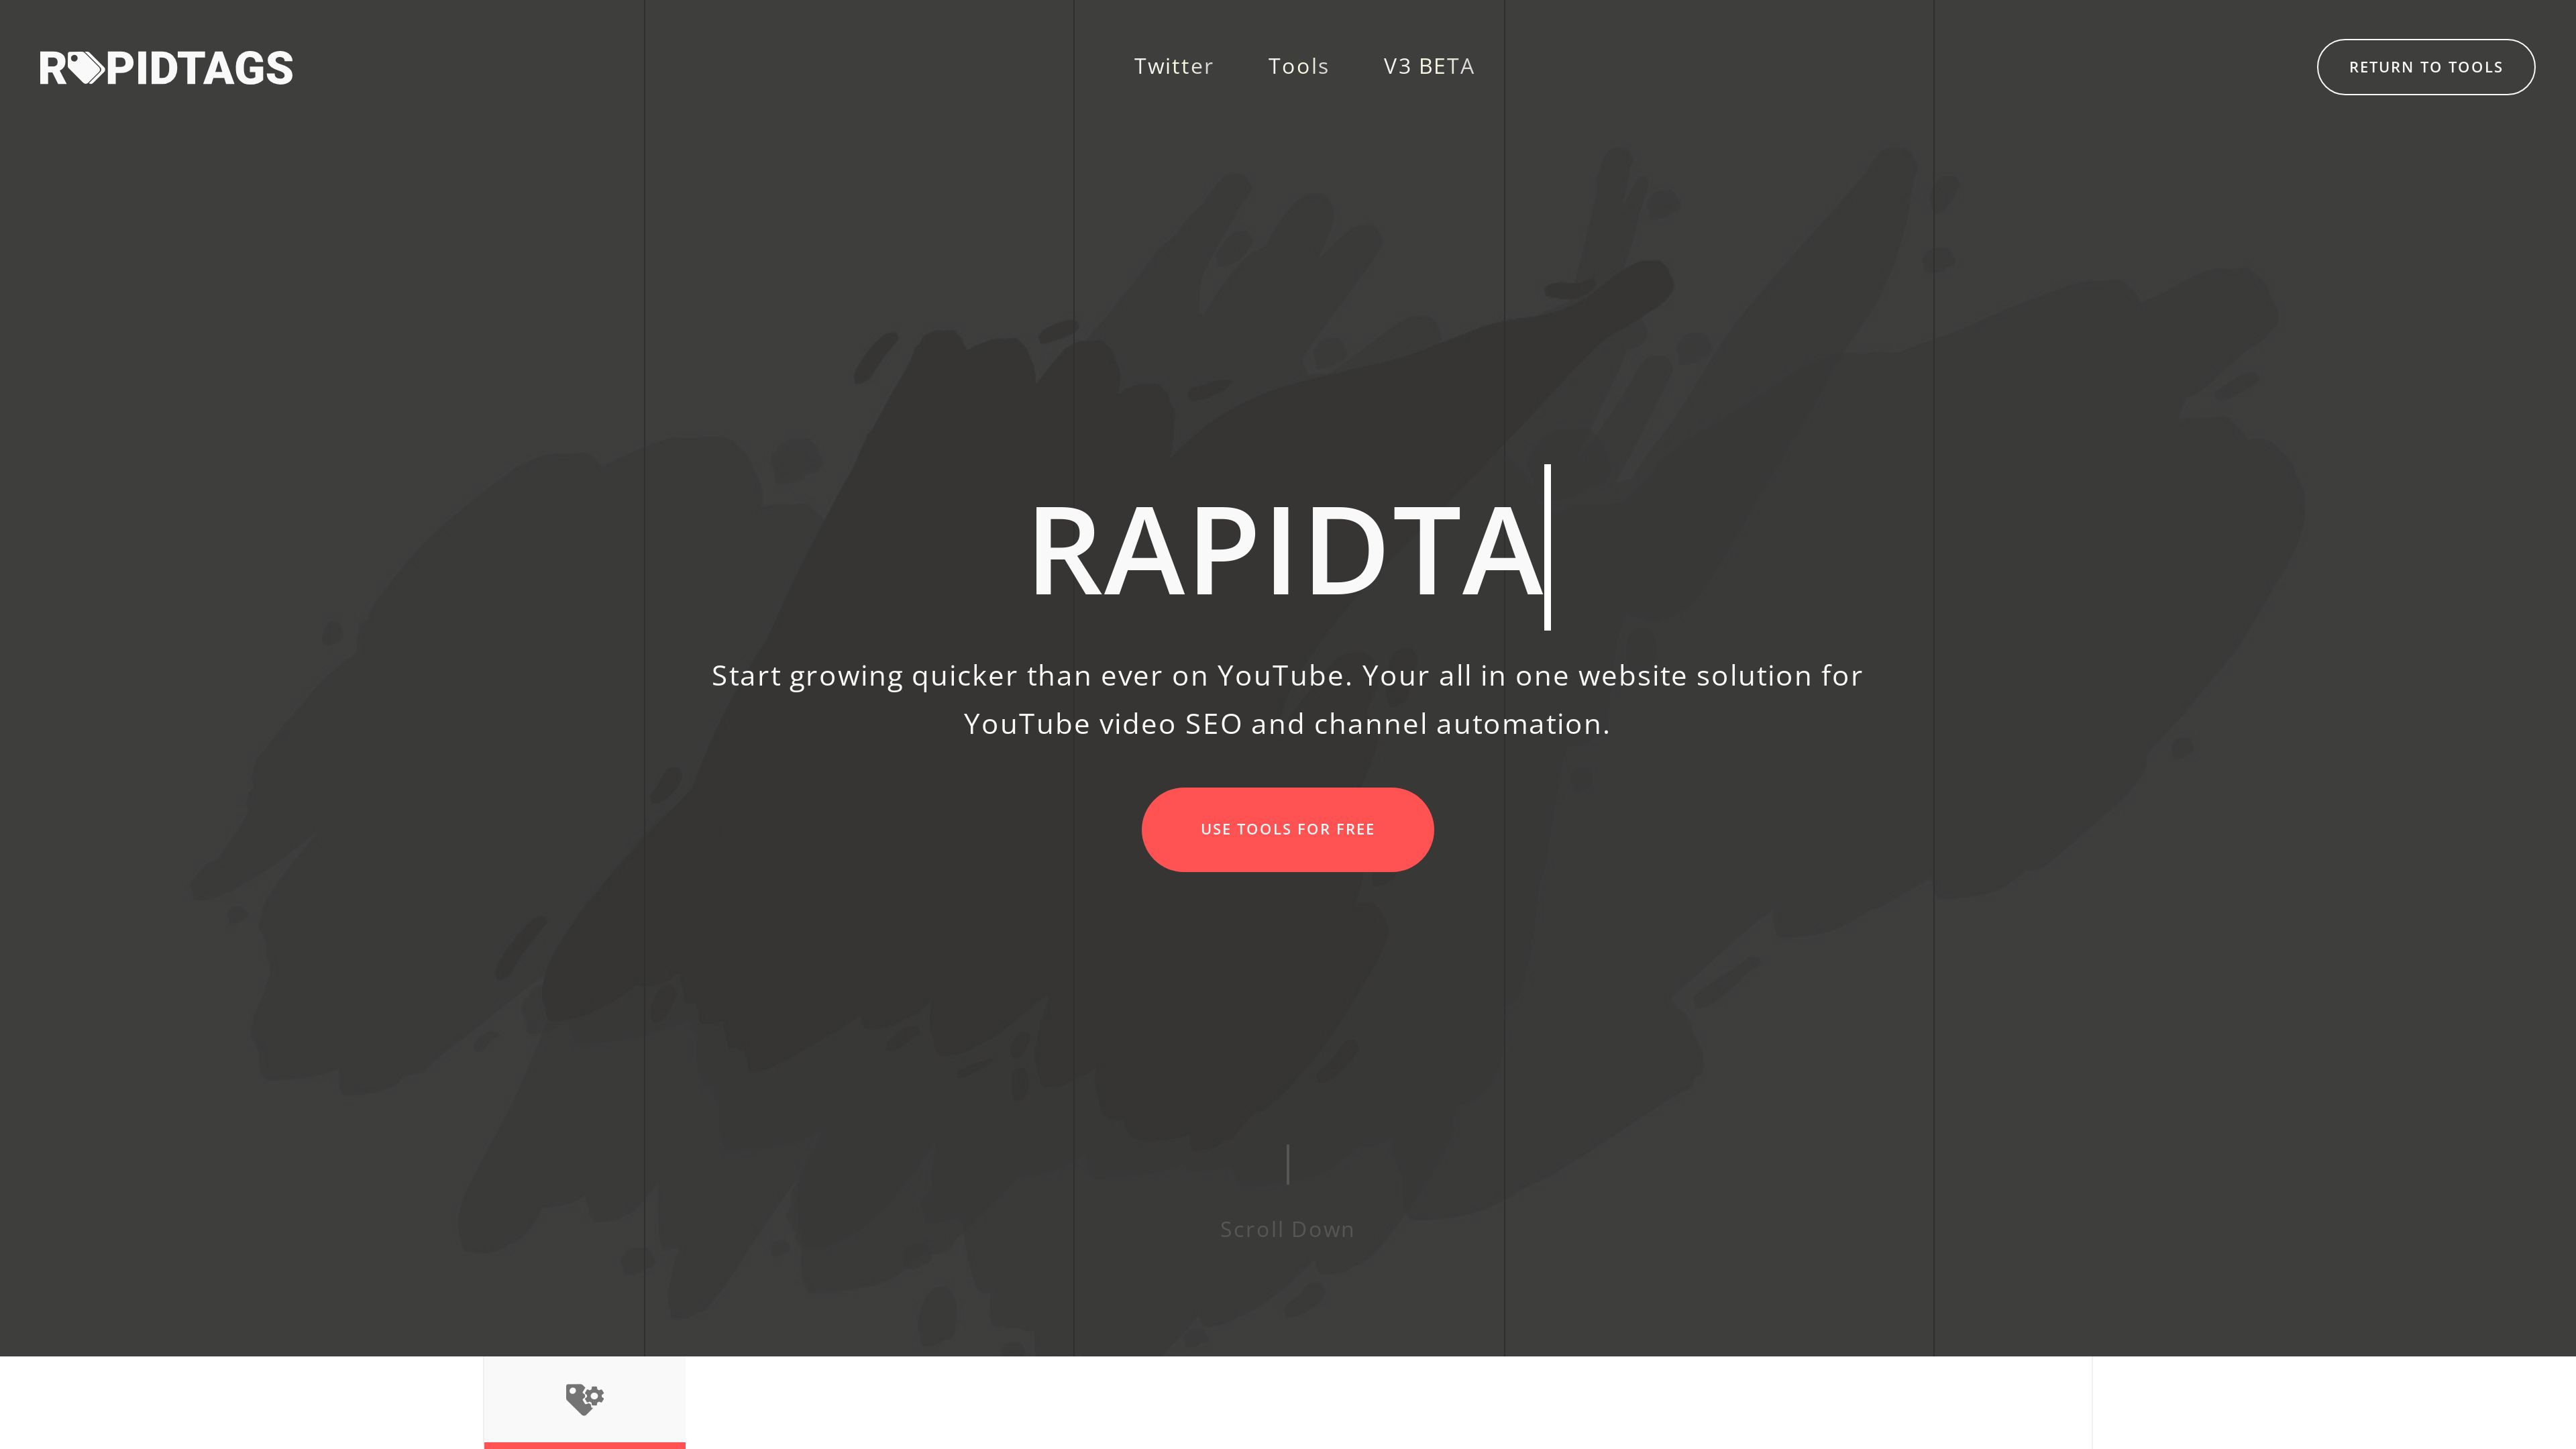 RAPIDTAGS
Twitter
Tools
V3 BETA
RETURN TO TOOLS
RAPIDTA
Start growing quicker than ever on YouTube. Your all in one website solution for
YouTube video SEO and channel automation.
USE TOOLS FOR FREE
Scroll Down